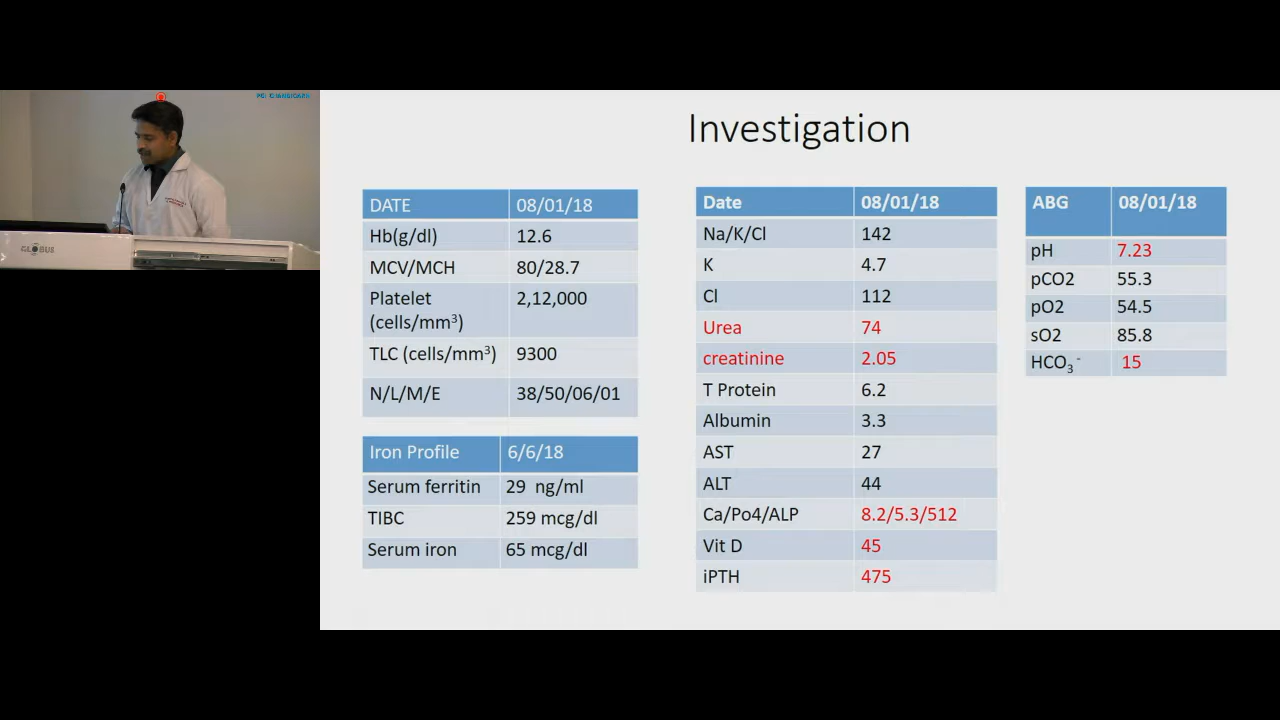 PGI CHANDIGARH
GLOBUS
Investigation
DATE 08/01/18
Hb(g/dl) 12.6
MCV/MCH 80/28.7
Platelet 2,12,000
(cells/mm³)
TLC (cells/mm³) 9300
N/L/M/E 38/50/06/01
Iron Profile 6/6/18
Serum ferritin 29 ng/ml
TIBC 259 mcg/dl
Serum iron 65 mcg/dl
Date 08/01/18
Na/K/Cl 142
K 4.7
Cl 112
Urea 74
creatinine 2.05
T Protein 6.2
Albumin 3.3
AST 27
ALT 44
Ca/Po4/ALP 8.2/5.3/512
Vit D 45
iPTH 475
ABG 08/01/18
pH 7.23
pCO2 55.3
pO2 54.5
sO2 85.8
HCO₃⁻ 15